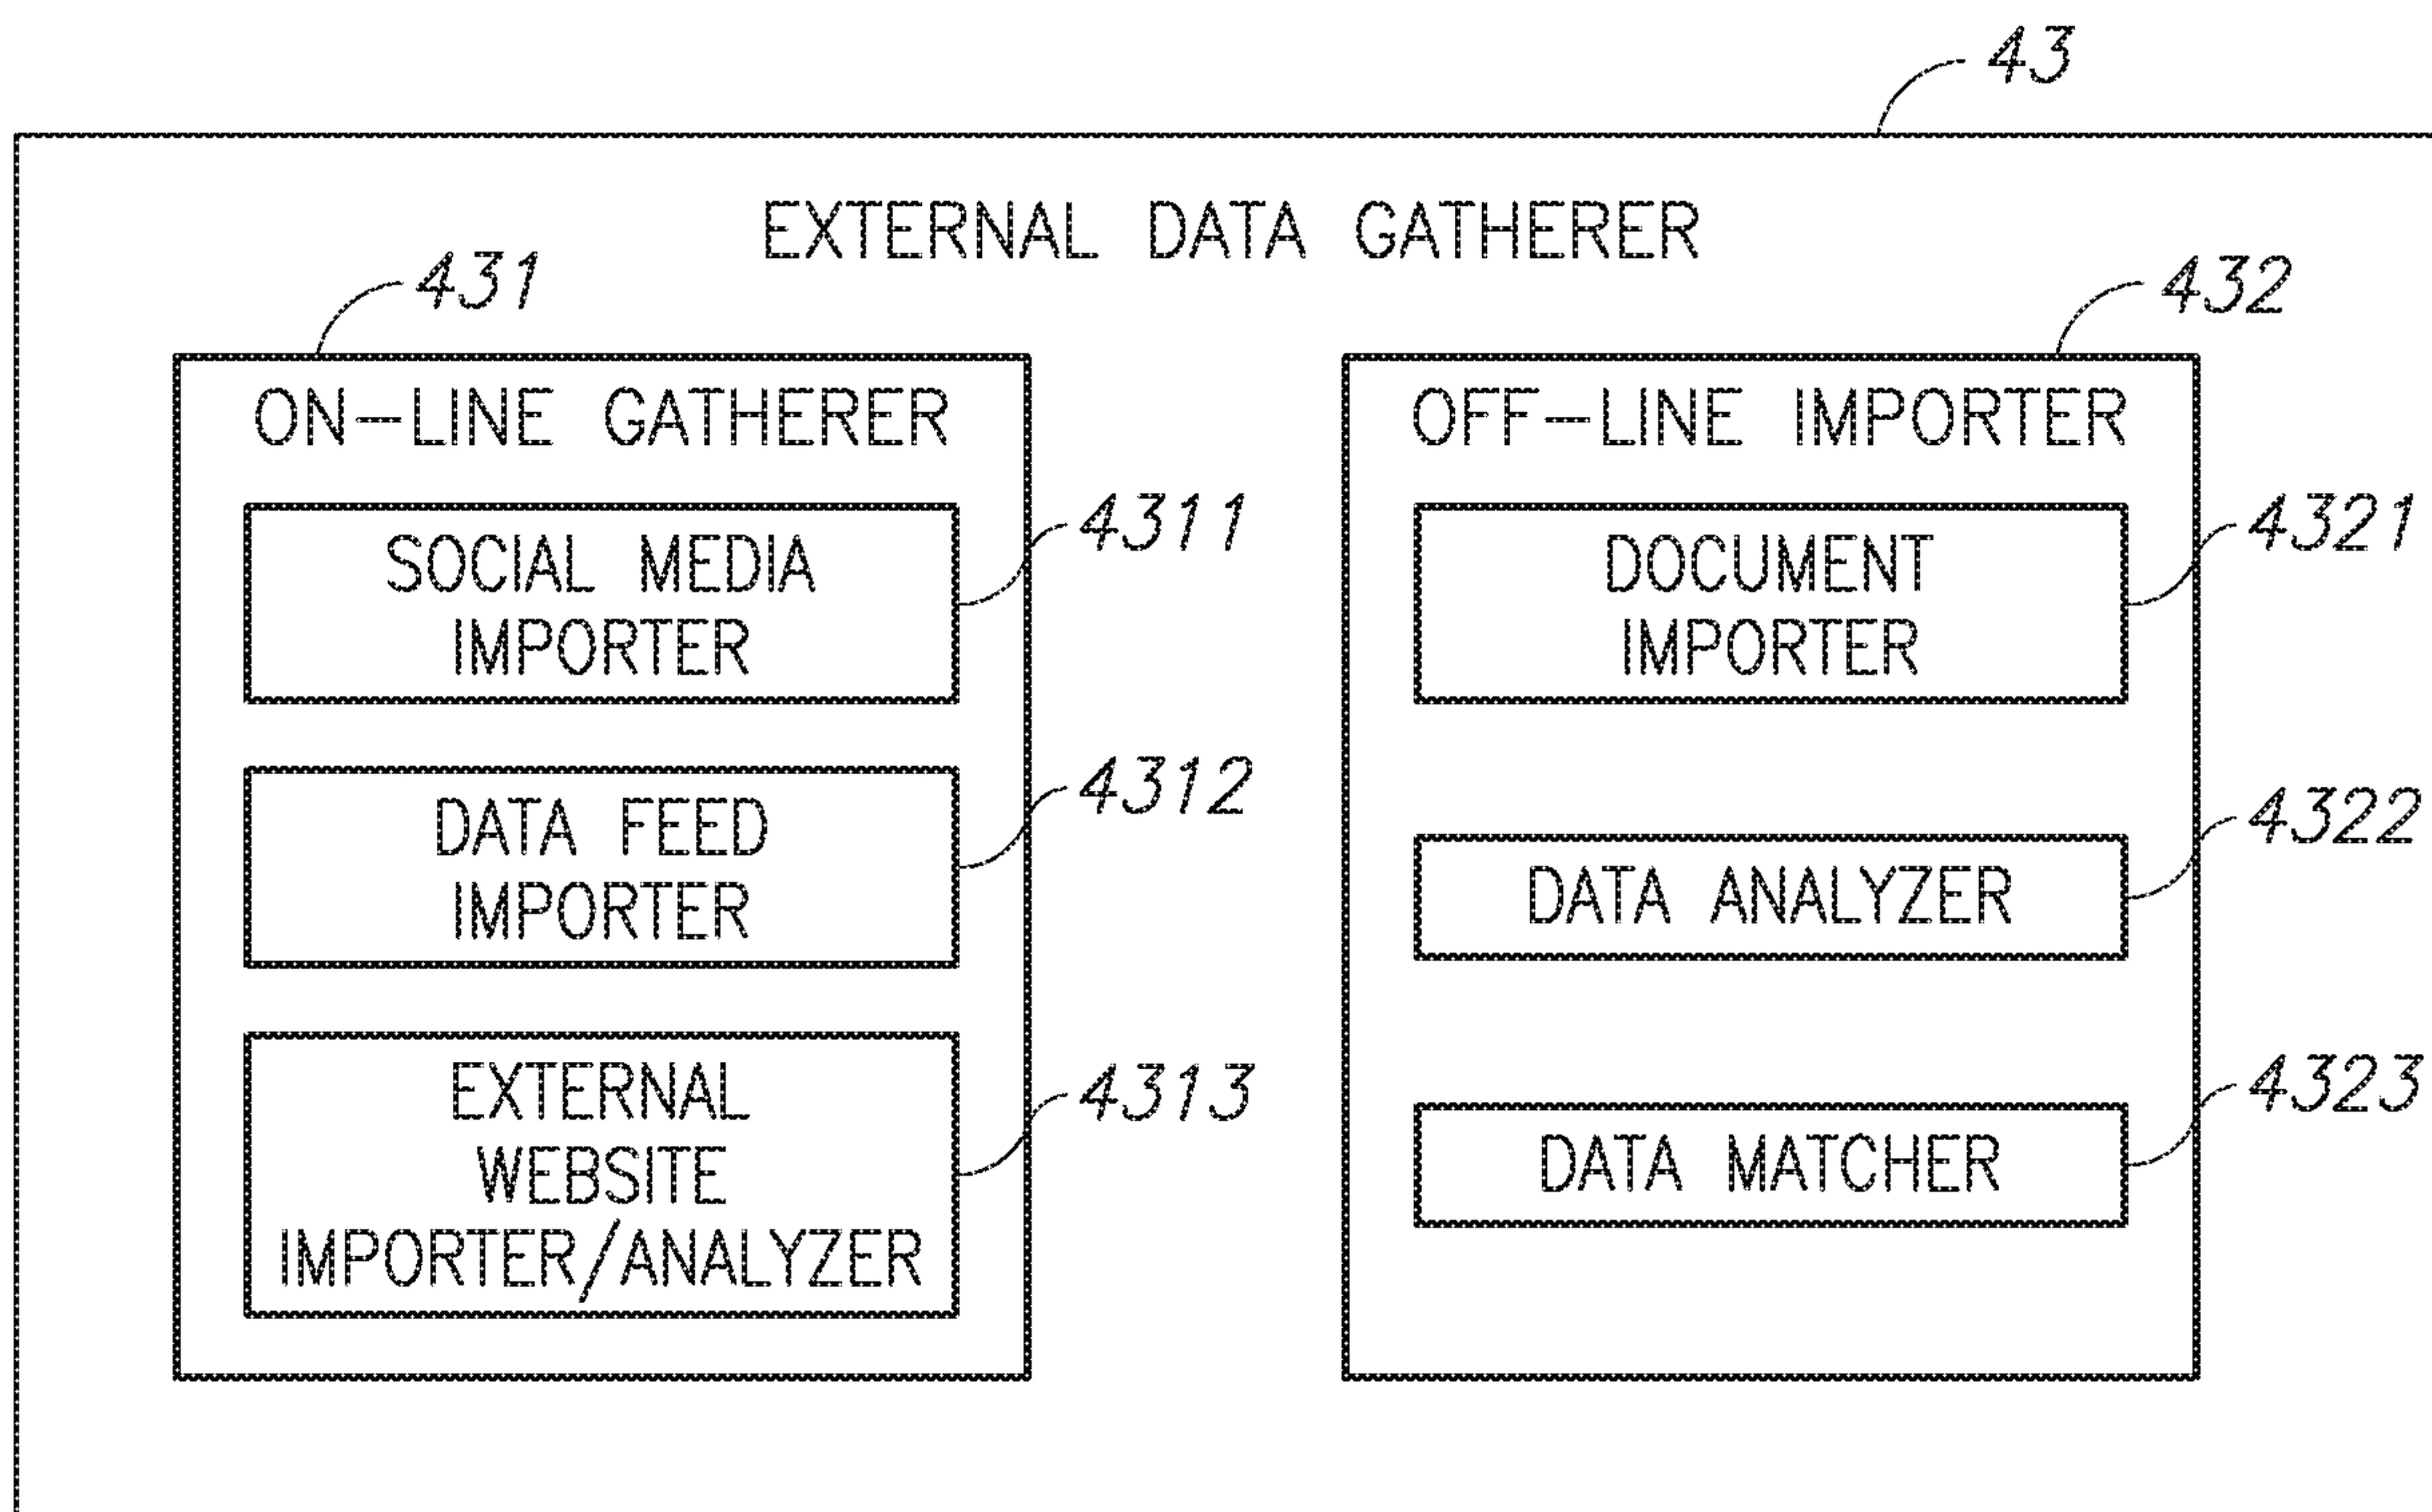 43
EXTERNAL DATA GATHERER
431
ON-LINE GATHERER
SOCIAL MEDIA
IMPORTER
4311
DATA FEED
IMPORTER
4312
EXTERNAL
WEBSITE
IMPORTER/ANALYZER
4313
432
OFF-LINE IMPORTER
DOCUMENT
IMPORTER
4321
DATA ANALYZER
4322
DATA MATCHER
4323